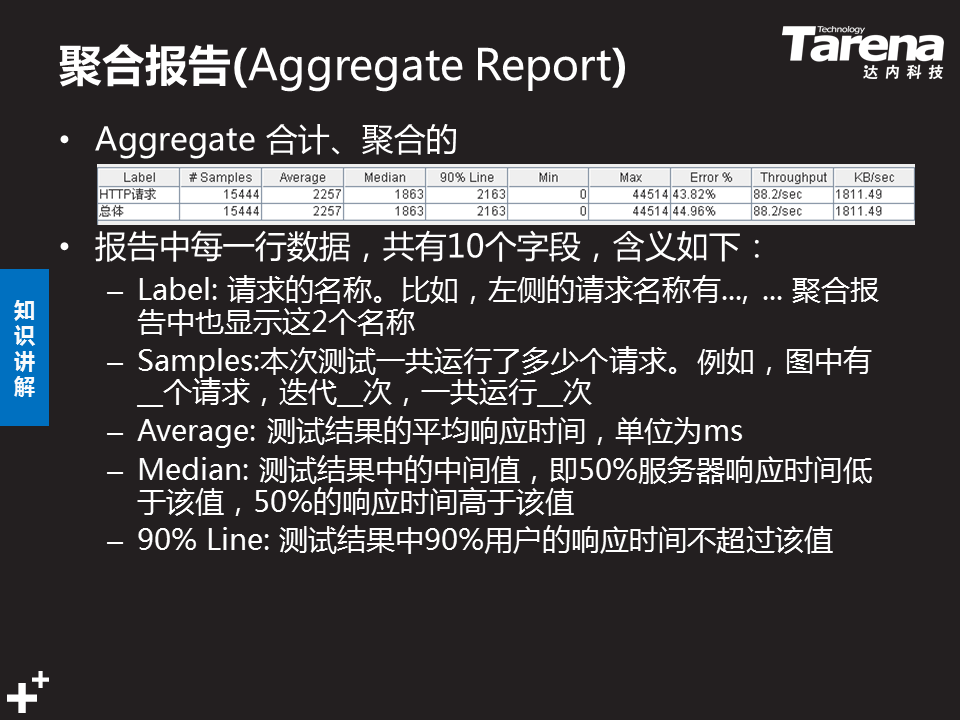 聚合报告(Aggregate Report)
Technology
Tarena
达内科技
• Aggregate 合计、聚合的
Label # Samples Average Median 90% Line Min Max Error % Throughput KB/sec
HTTP请求 15444 2257 1863 2163 0 44514 43.82% 88.2/sec 1811.49
总体 15444 2257 1863 2163 0 44514 44.96% 88.2/sec 1811.49
• 报告中每一行数据，共有10个字段，含义如下：
– Label: 请求的名称。比如，左侧的请求名称有..., ... 聚合报
告中也显示这2个名称
– Samples:本次测试一共运行了多少个请求。例如，图中有
__个请求，迭代__次，一共运行__次
– Average: 测试结果的平均响应时间，单位为ms
– Median: 测试结果中的中间值，即50%服务器响应时间低
于该值，50%的响应时间高于该值
– 90% Line: 测试结果中90%用户的响应时间不超过该值
知
识
讲
解